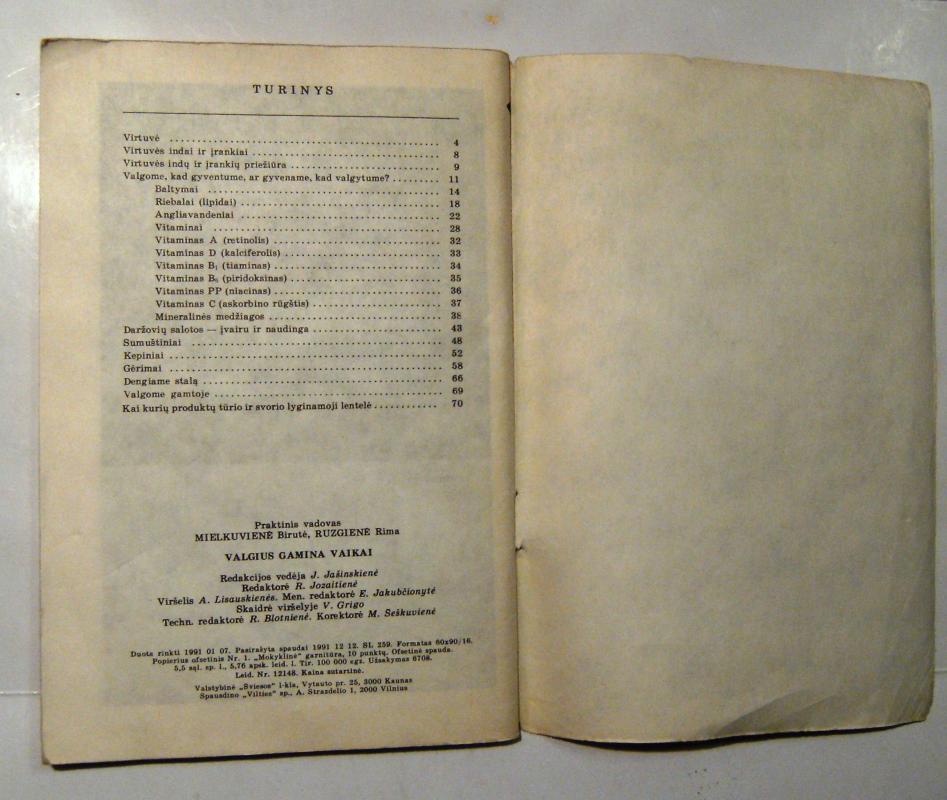 TURINYS
Virtuvė ........................................ 4
Virtuvės indai ir įrankiai ........................................ 8
Virtuvės indų ir įrankių priežiūra ........................................ 9
Valgome, kad gyventume, ar gyvename, kad valgytume? ......... 11
Baltymai ........................................ 14
Riebalai (lipidai) ........................................ 18
Angliavandeniai ........................................ 22
Vitaminai ........................................ 28
Vitaminas A (retinolis) ........................................ 32
Vitaminas D (kalciferolis) ........................................ 33
Vitaminas B₁ (tiaminas) ........................................ 34
Vitaminas B₆ (piridoksinas) ........................................ 35
Vitaminas PP (niacinas) ........................................ 36
Vitaminas C (askorbino rūgštis) ........................................ 37
Mineralinės medžiagos ........................................ 38
Daržovių salotos — įvairu ir naudinga ........................................ 43
Sumuštiniai ........................................ 48
Kepiniai ........................................ 52
Gėrimai ........................................ 58
Dengiame stalą ........................................ 66
Valgome gamtoje ........................................ 69
Kai kurių produktų tūrio ir svorio lyginamoji lentelė ............ 70
Praktinis vadovas
MIELKUVIENĖ Birutė, RUZGIENĖ Rima
VALGIUS GAMINA VAIKAI
Redakcijos vedėja J. Jašinskienė
Redaktorė R. Jozaitienė
Viršelis A. Lisauskienės. Men. redaktorė E. Jakubčionytė
Skaidrė viršelyje V. Grigo
Techn. redaktorė R. Blotnienė. Korektorė M. Seškuvienė
Duota rinkti 1991 01 07. Pasirašyta spaudai 1991 12 12. SL 259. Formatas 60x90/16.
Popierius ofsetinis Nr. 1. „Mokyklinė" garnitūra, 10 punktų. Ofsetinė spauda.
5,5 sąl. sp. l., 5,76 apsk. leid. l. Tir. 100 000 egz. Užsakymas 6708.
Leid. Nr. 12148. Kaina sutartinė.
Valstybinė „Šviesos" l-kla, Vytauto pr. 25, 3000 Kaunas
Spausdino „Vilties" sp., A. Strazdelio 1, 2000 Vilnius